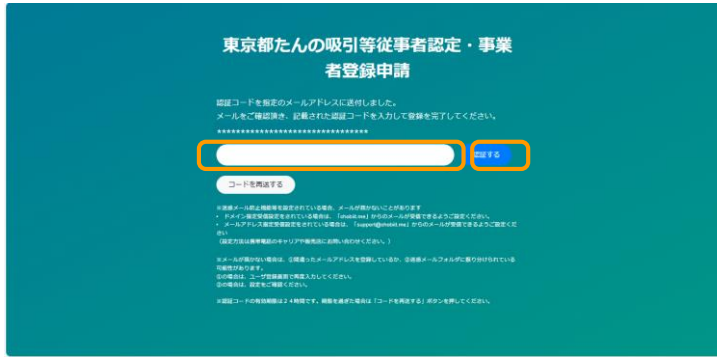 東京都たんの吸引等従事者認定・事業
者登録申請
認証コードを指定のメールアドレスに送付しました。
メールをご確認頂き、記載された認証コードを入力して登録を完了してください。
********************************
認証する
コードを再送する
※迷惑メール防止機能等を設定されている場合、メールが届かないことがあります
• ドメイン指定受信設定をされている場合は、「shabiil.me」からのメールが受信できるようご設定ください。
• メールアドレス指定受信設定をされている場合は、「support@shabiil.me」からのメールが受信できるようご設定くだ
さい
（設定方法は携帯電話のキャリアや販売店にお問い合わせください。）
※メールが届かない場合は、①間違ったメールアドレスを登録しているか、②迷惑メールフォルダに振り分けられている
可能性があります。
①の場合は、ユーザ登録画面で再度入力してください。
②の場合は、設定をご確認ください。
※認証コードの有効期限は２４時間です。期限を過ぎた場合は「コードを再送する」ボタンを押してください。